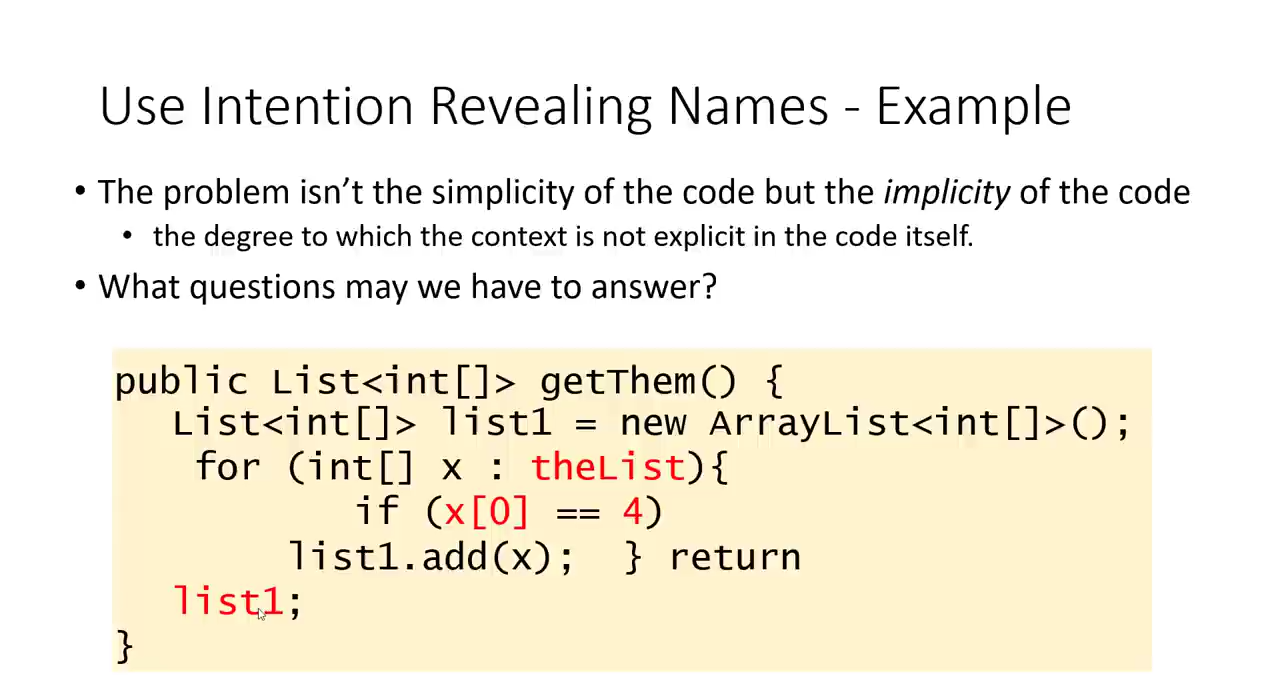 Use Intention Revealing Names - Example
• The problem isn’t the simplicity of the code but the implicity of the code
• the degree to which the context is not explicit in the code itself.
• What questions may we have to answer?
public List<int[]> getThem() {
List<int[]> list1 = new ArrayList<int[]>();
for (int[] x : theList){
if (x[0] == 4)
list1.add(x); } return
list1;
}